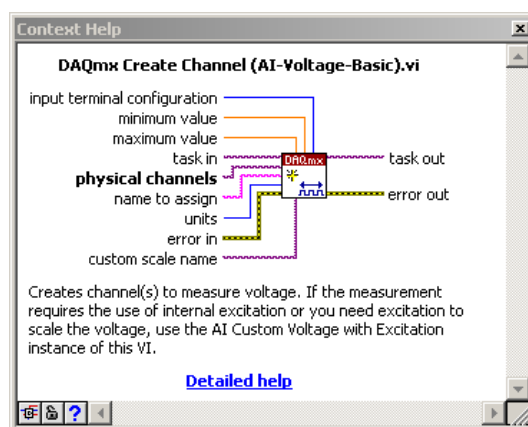 Context Help
DAQmx Create Channel (AI-Voltage-Basic).vi
input terminal configuration
minimum value
maximum value
task in
DAQmx
task out
physical channels
name to assign
error out
units
error in
custom scale name
Creates channel(s) to measure voltage. If the measurement
requires the use of internal excitation or you need excitation to
scale the voltage, use the AI Custom Voltage with Excitation
instance of this VI.
Detailed help
?